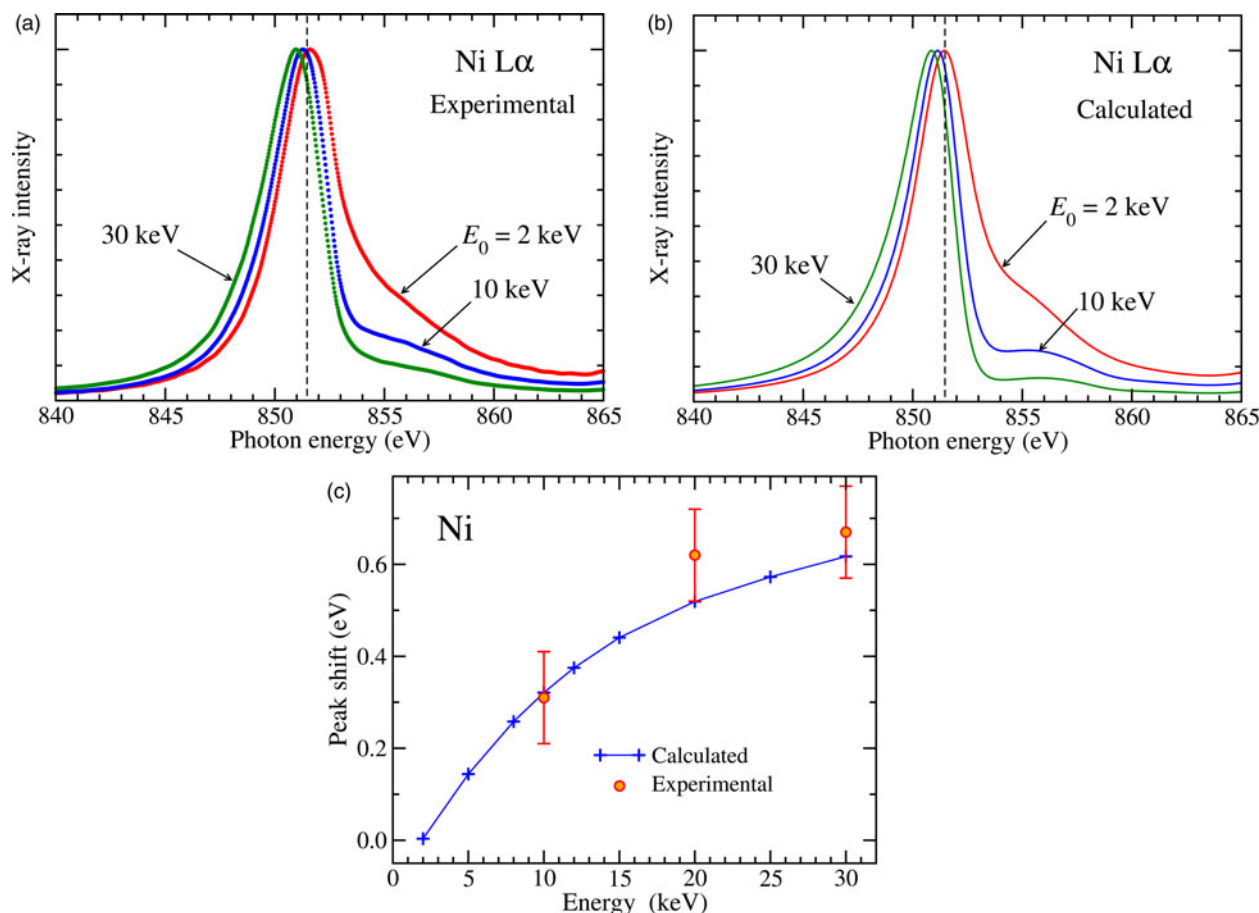 (a)
Ni Lα
Experimental
30 keV
E0 = 2 keV
10 keV
X-ray intensity
840 845 850 855 860 865
Photon energy (eV)
(b)
Ni Lα
Calculated
30 keV
E0 = 2 keV
10 keV
X-ray intensity
840 845 850 855 860 865
Photon energy (eV)
(c)
Ni
Peak shift (eV)
0.6
0.4
0.2
0.0
Calculated
Experimental
0 5 10 15 20 25 30
Energy (keV)